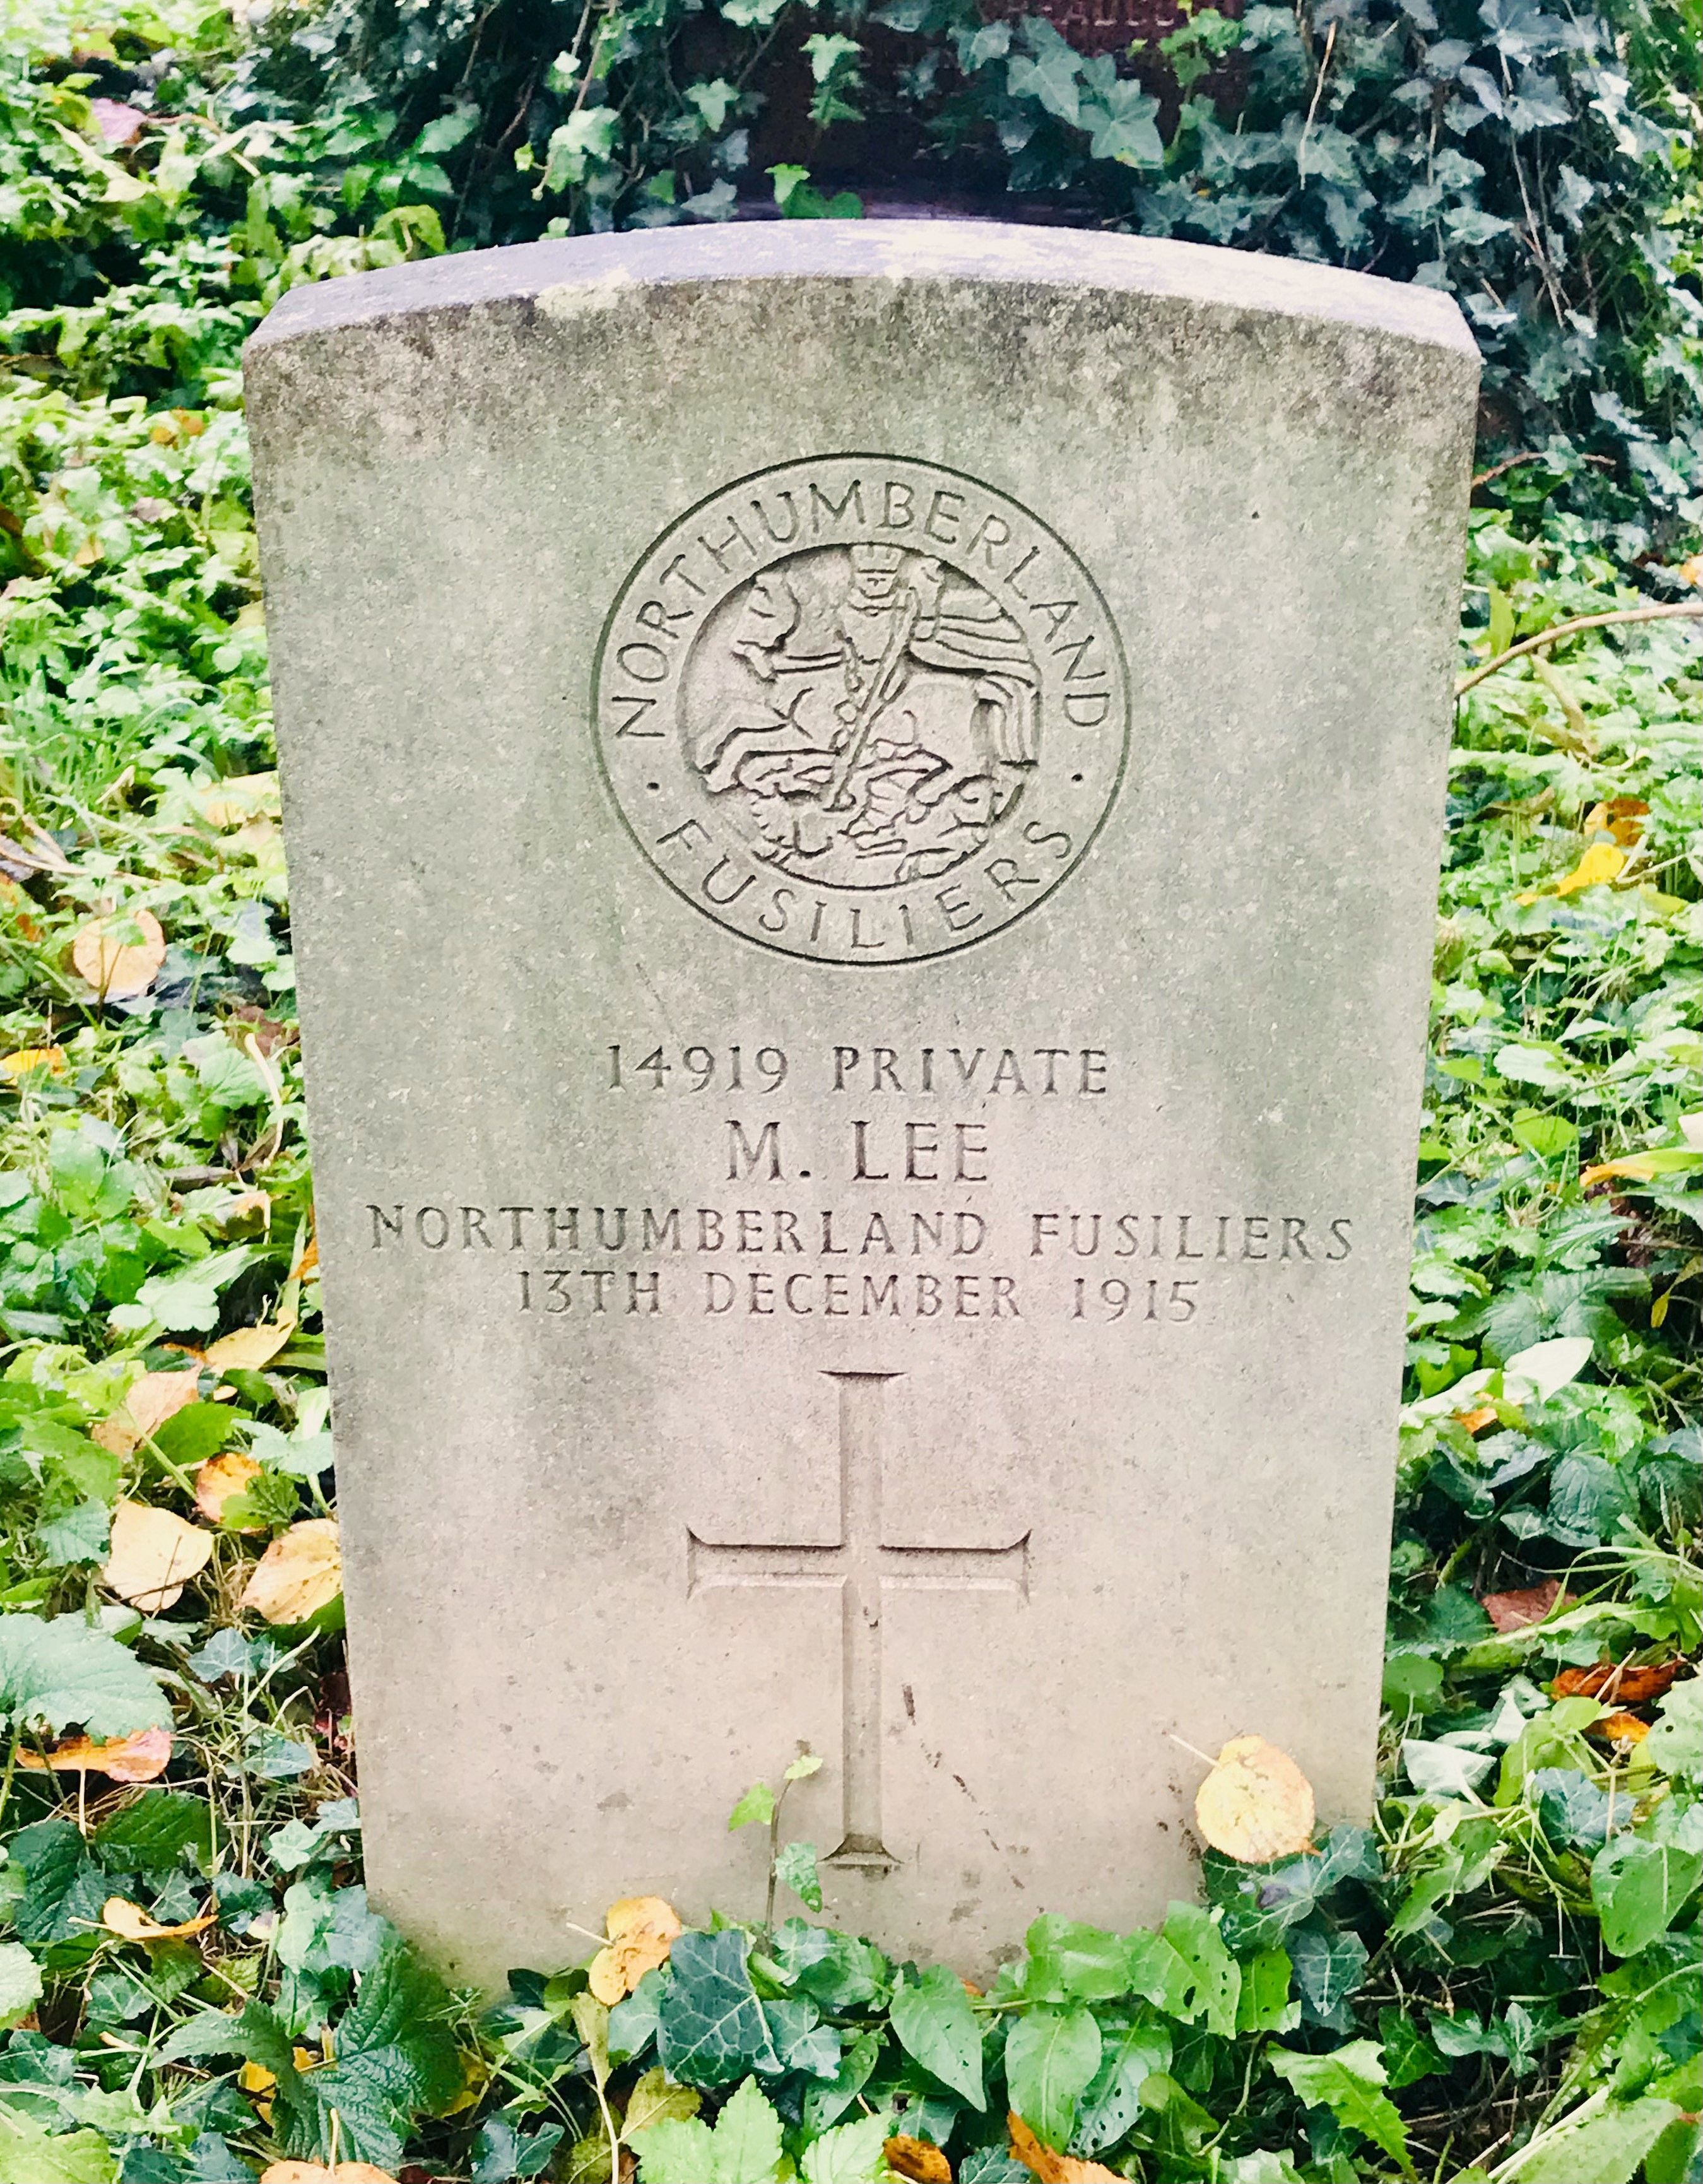 NORTHUMBERLAND
· FUSILIERS ·
14919 PRIVATE
M. LEE
NORTHUMBERLAND FUSILIERS
13TH DECEMBER 1915